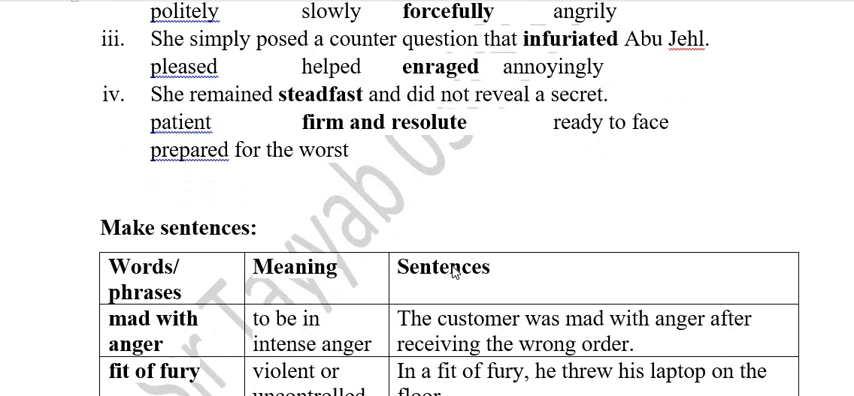 politely slowly forcefully angrily
iii. She simply posed a counter question that infuriated Abu Jehl.
pleased helped enraged annoyingly
iv. She remained steadfast and did not reveal a secret.
patient firm and resolute ready to face
prepared for the worst
Make sentences:
Words/ Meaning Sentences
phrases
mad with to be in The customer was mad with anger after
anger intense anger receiving the wrong order.
fit of fury violent or In a fit of fury, he threw his laptop on the
uncontrolled floor.
Sir Tayyab